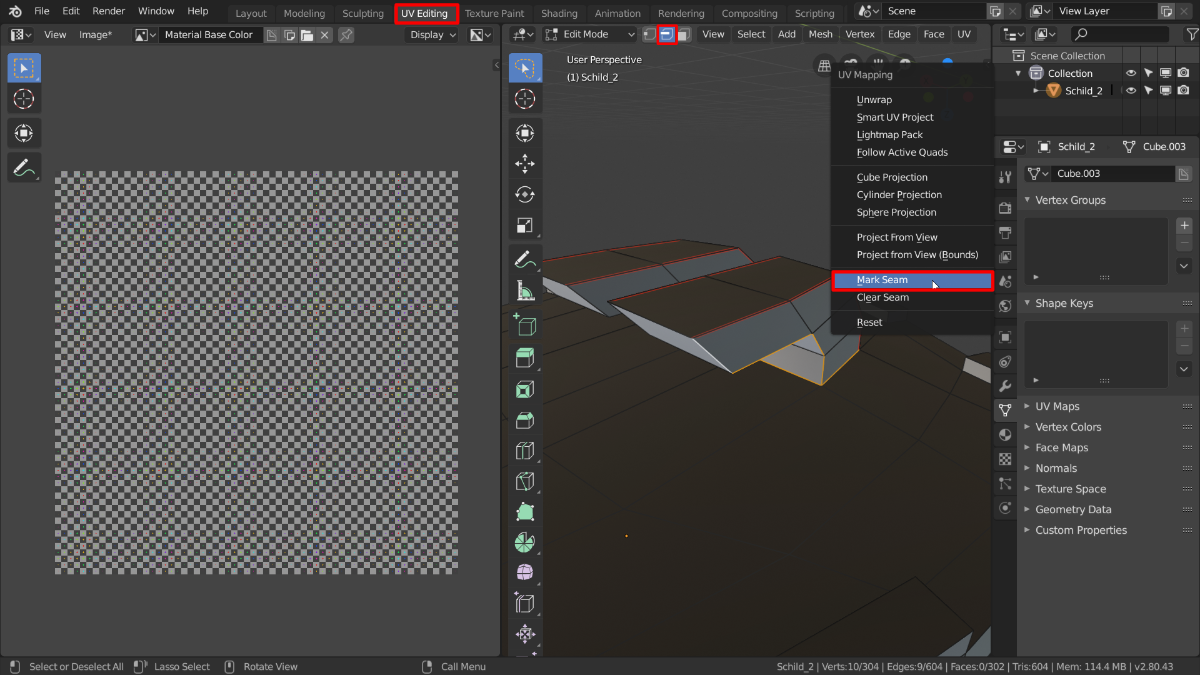 File Edit Render Window Help Layout Modeling Sculpting UV Editing Texture Paint Shading Animation Rendering Compositing Scripting Scene View Layer
View Image* Material Base Color Display Edit Mode View Select Add Mesh Vertex Edge Face UV
User Perspective
(1) Schild_2
UV Mapping
Unwrap
Smart UV Project
Lightmap Pack
Follow Active Quads
Cube Projection
Cylinder Projection
Sphere Projection
Project From View
Project from View (Bounds)
Mark Seam
Clear Seam
Reset
Scene Collection
Collection
Schild_2
Schild_2 Cube.003
Cube.003
Vertex Groups
Shape Keys
UV Maps
Vertex Colors
Face Maps
Normals
Texture Space
Geometry Data
Custom Properties
Select or Deselect All Lasso Select Rotate View Call Menu Schild_2 | Verts:10/304 | Edges:9/604 | Faces:0/302 | Tris:604 | Mem: 114.4 MB | v2.80.43